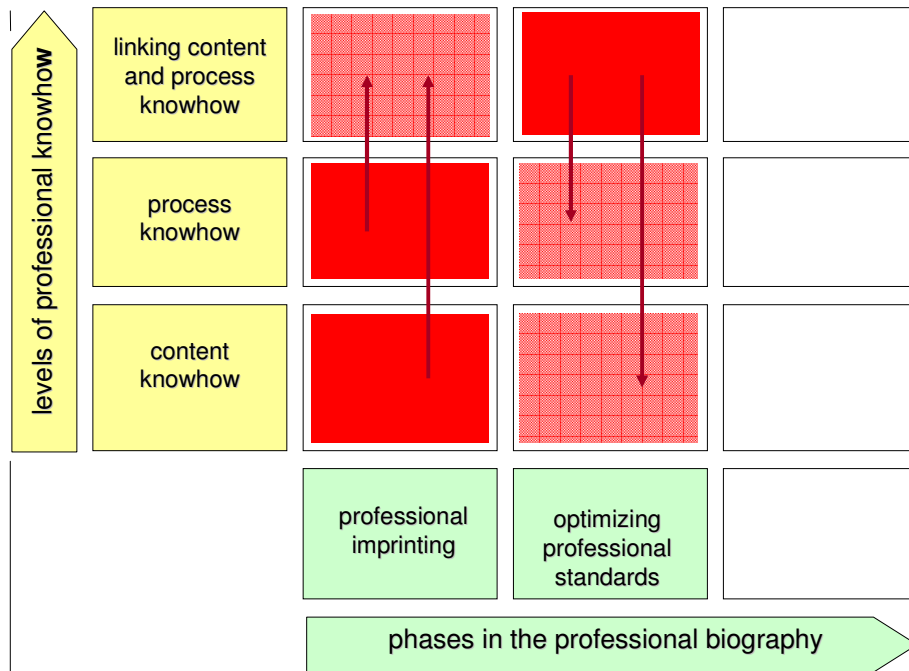 levels of professional knowhow
linking content
and process
knowhow
process
knowhow
content
knowhow
professional
imprinting
optimizing
professional
standards
phases in the professional biography